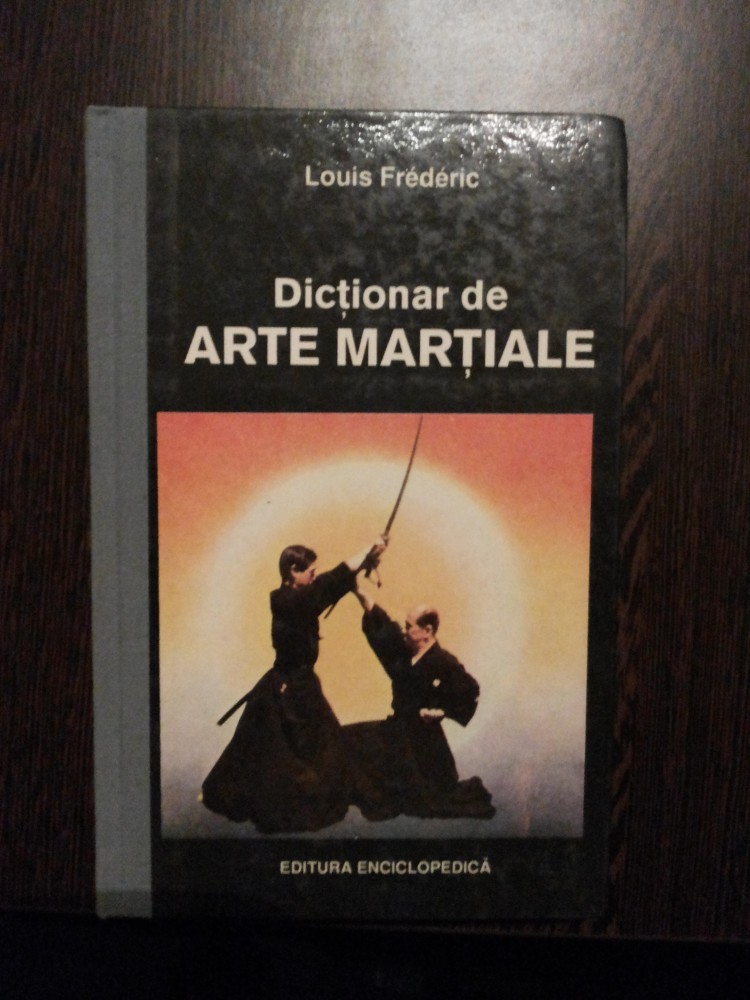 Louis Frédéric
Dicționar de
ARTE MARȚIALE
EDITURA ENCICLOPEDICĂ